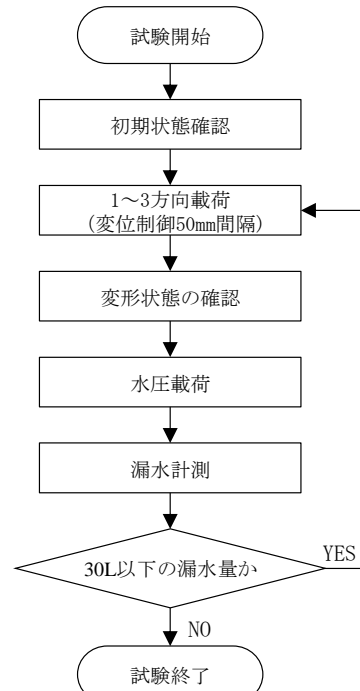 試験開始
初期状態確認
1～3方向載荷
(変位制御50mm間隔)
変形状態の確認
水圧載荷
漏水計測
30L以下の漏水量か
YES
NO
試験終了